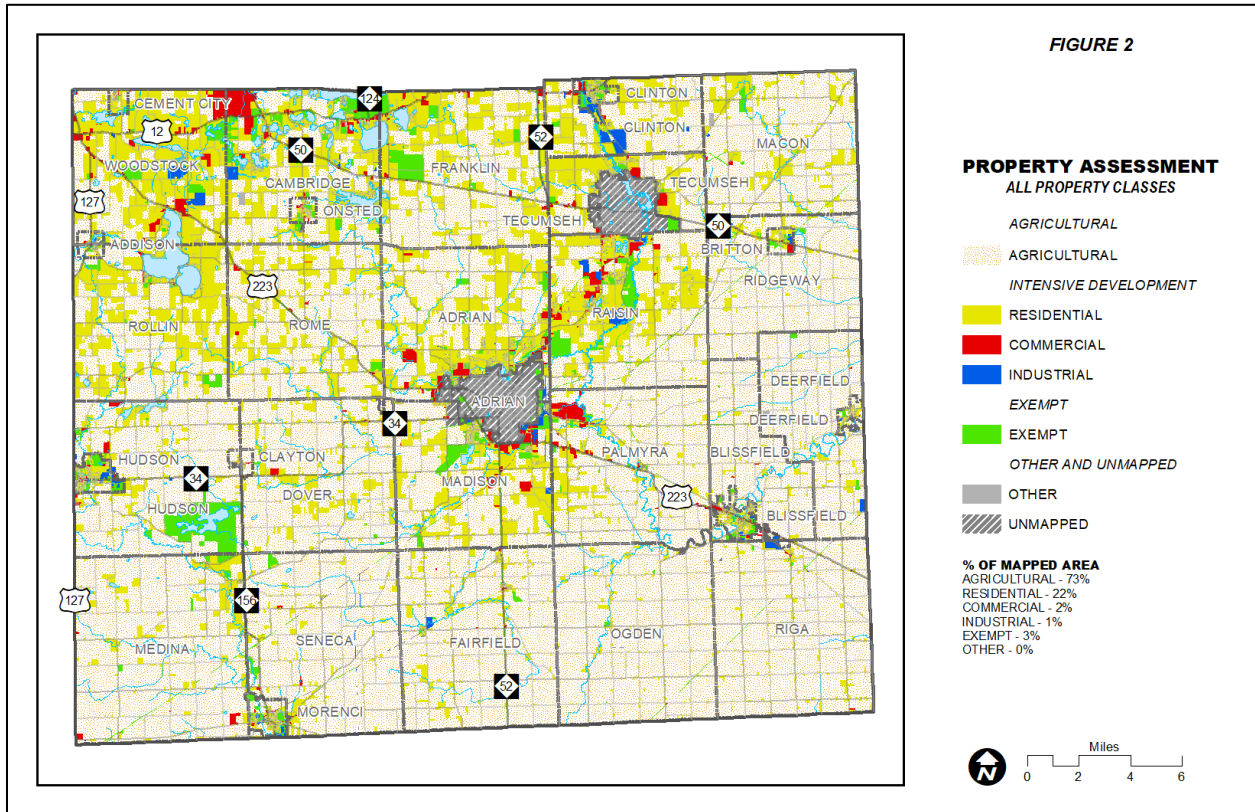 FIGURE 2
124
CEMENT CITY
CLINTON
12
52
CLINTON
50
MACON
WOODSTOCK
FRANKLIN
CAMBRIDGE
TECUMSEH
127
ONSTED
TECUMSEH
50
ADDISON
BRITTON
RIDGEWAY
223
ROLLIN
ROME
ADRIAN
RAISIN
DEERFIELD
ADRIAN
34
DEERFIELD
HUDSON
CLAYTON
PALMYRA
BLISSFIELD
34
DOVER
MADISON
223
HUDSON
BLISSFIELD
127
156
MEDINA
SENECA
FAIRFIELD
OGDEN
RIGA
52
MORENCI
PROPERTY ASSESSMENT
ALL PROPERTY CLASSES
AGRICULTURAL
AGRICULTURAL
INTENSIVE DEVELOPMENT
RESIDENTIAL
COMMERCIAL
INDUSTRIAL
EXEMPT
EXEMPT
OTHER AND UNMAPPED
OTHER
UNMAPPED
% OF MAPPED AREA
AGRICULTURAL - 73%
RESIDENTIAL - 22%
COMMERCIAL - 2%
INDUSTRIAL - 1%
EXEMPT - 3%
OTHER - 0%
N
Miles
0 2 4 6